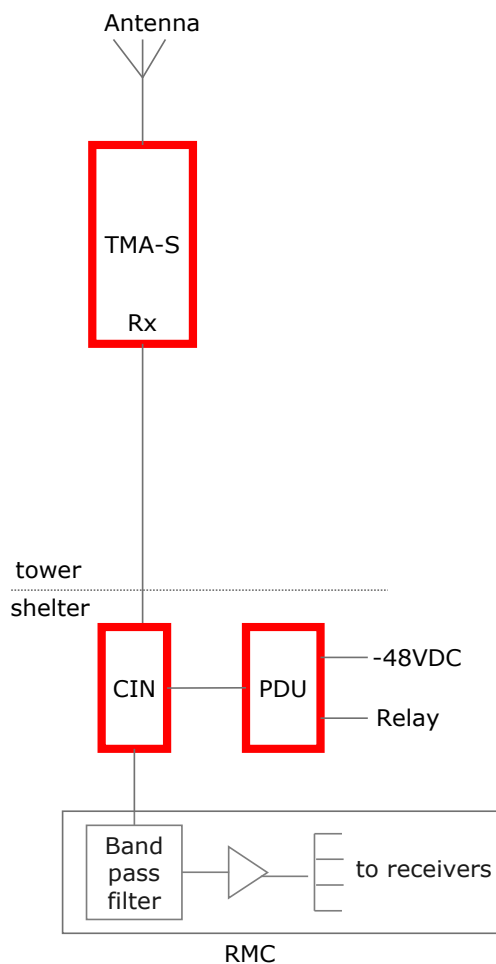 Antenna
TMA-S
Rx
tower
shelter
CIN
PDU
-48VDC
Relay
Band
pass
filter
to receivers
RMC